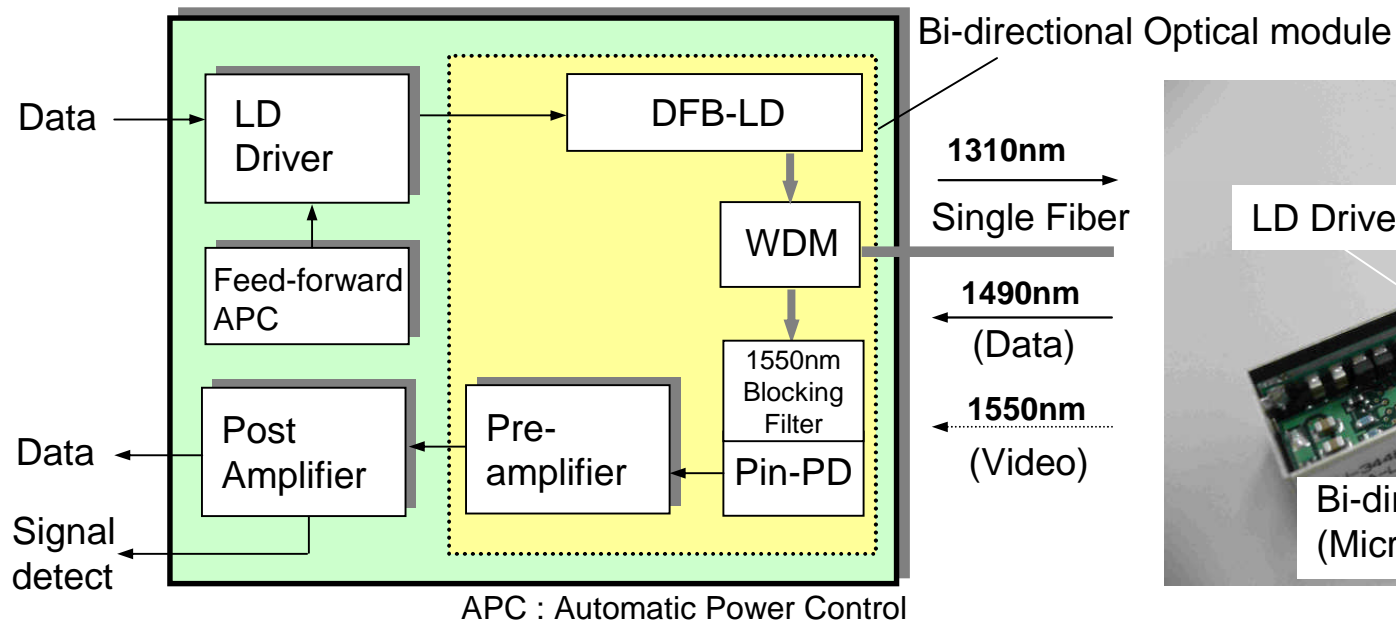 Bi-directional Optical module
Data
LD
Driver
DFB-LD
1310nm
Single Fiber
WDM
Feed-forward
APC
1490nm
(Data)
1550nm
Blocking
Filter
1550nm
(Video)
Data
Post
Amplifier
Pre-
amplifier
Pin-PD
Signal
detect
APC : Automatic Power Control
LD